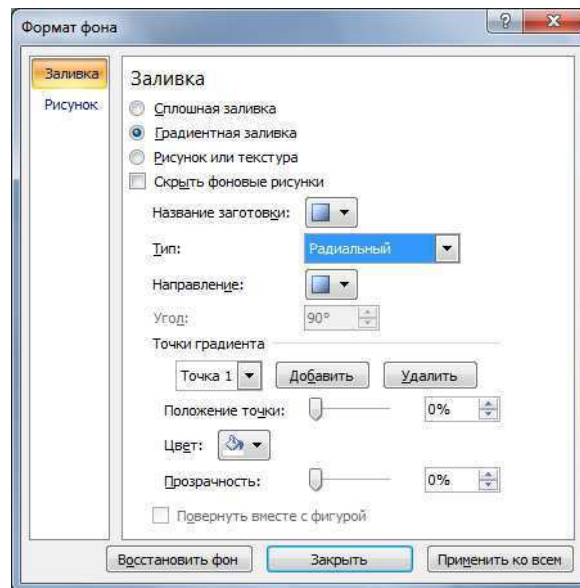 Формат фона
Заливка
Рисунок
Заливка
Сплошная заливка
Градиентная заливка
Рисунок или текстура
Скрыть фоновые рисунки
Название заготовки:
Тип: Радиальный
Направление:
Угол: 90°
Точки градиента
Точка 1 Добавить Удалить
Положение точки: 0%
Цвет:
Прозрачность: 0%
Повернуть вместе с фигурой
Восстановить фон Закрыть Применить ко всем